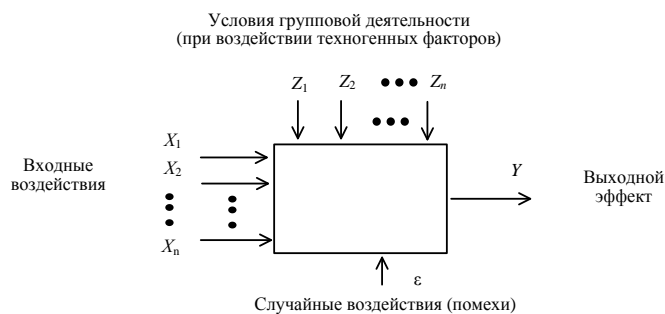 Условия групповой деятельности
(при воздействии техногенных факторов)
Z1 Z2 ••• Zn
•••
X1
X2
Xn
Входные
воздействия
Y
Выходной
эффект
ε
Случайные воздействия (помехи)